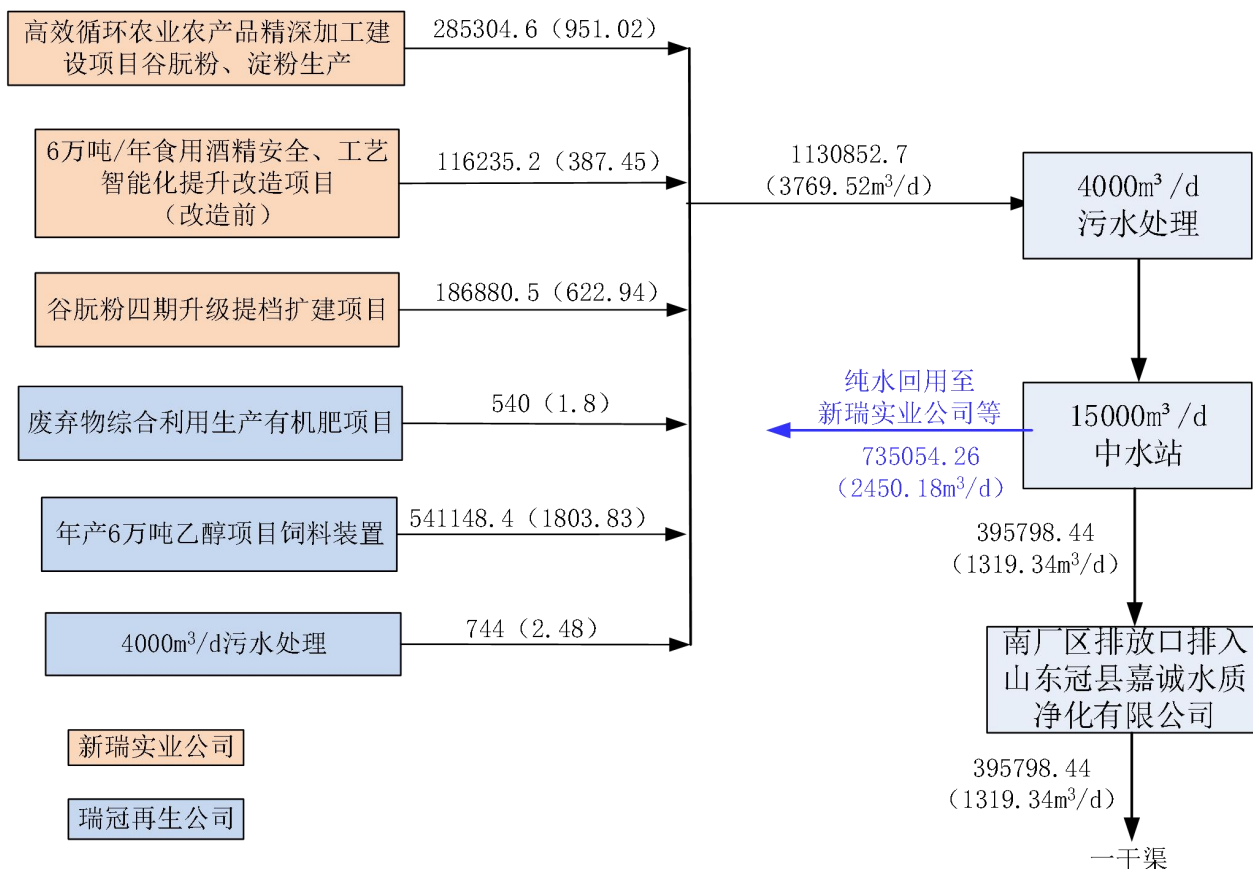 高效循环农业农产品精深加工建
设项目谷朊粉、淀粉生产
285304.6（951.02）
6万吨/年食用酒精安全、工艺
智能化提升改造项目
（改造前）
116235.2（387.45）
谷朊粉四期升级提档扩建项目
186880.5（622.94）
废弃物综合利用生产有机肥项目
540（1.8）
年产6万吨乙醇项目饲料装置
541148.4（1803.83）
4000m³/d污水处理
744（2.48）
新瑞实业公司
瑞冠再生公司
1130852.7
（3769.52m³/d）
4000m³/d
污水处理
纯水回用至
新瑞实业公司等
735054.26
（2450.18m³/d）
15000m³/d
中水站
395798.44
（1319.34m³/d）
南厂区排放口排入
山东冠县嘉诚水质
净化有限公司
395798.44
（1319.34m³/d）
一干渠